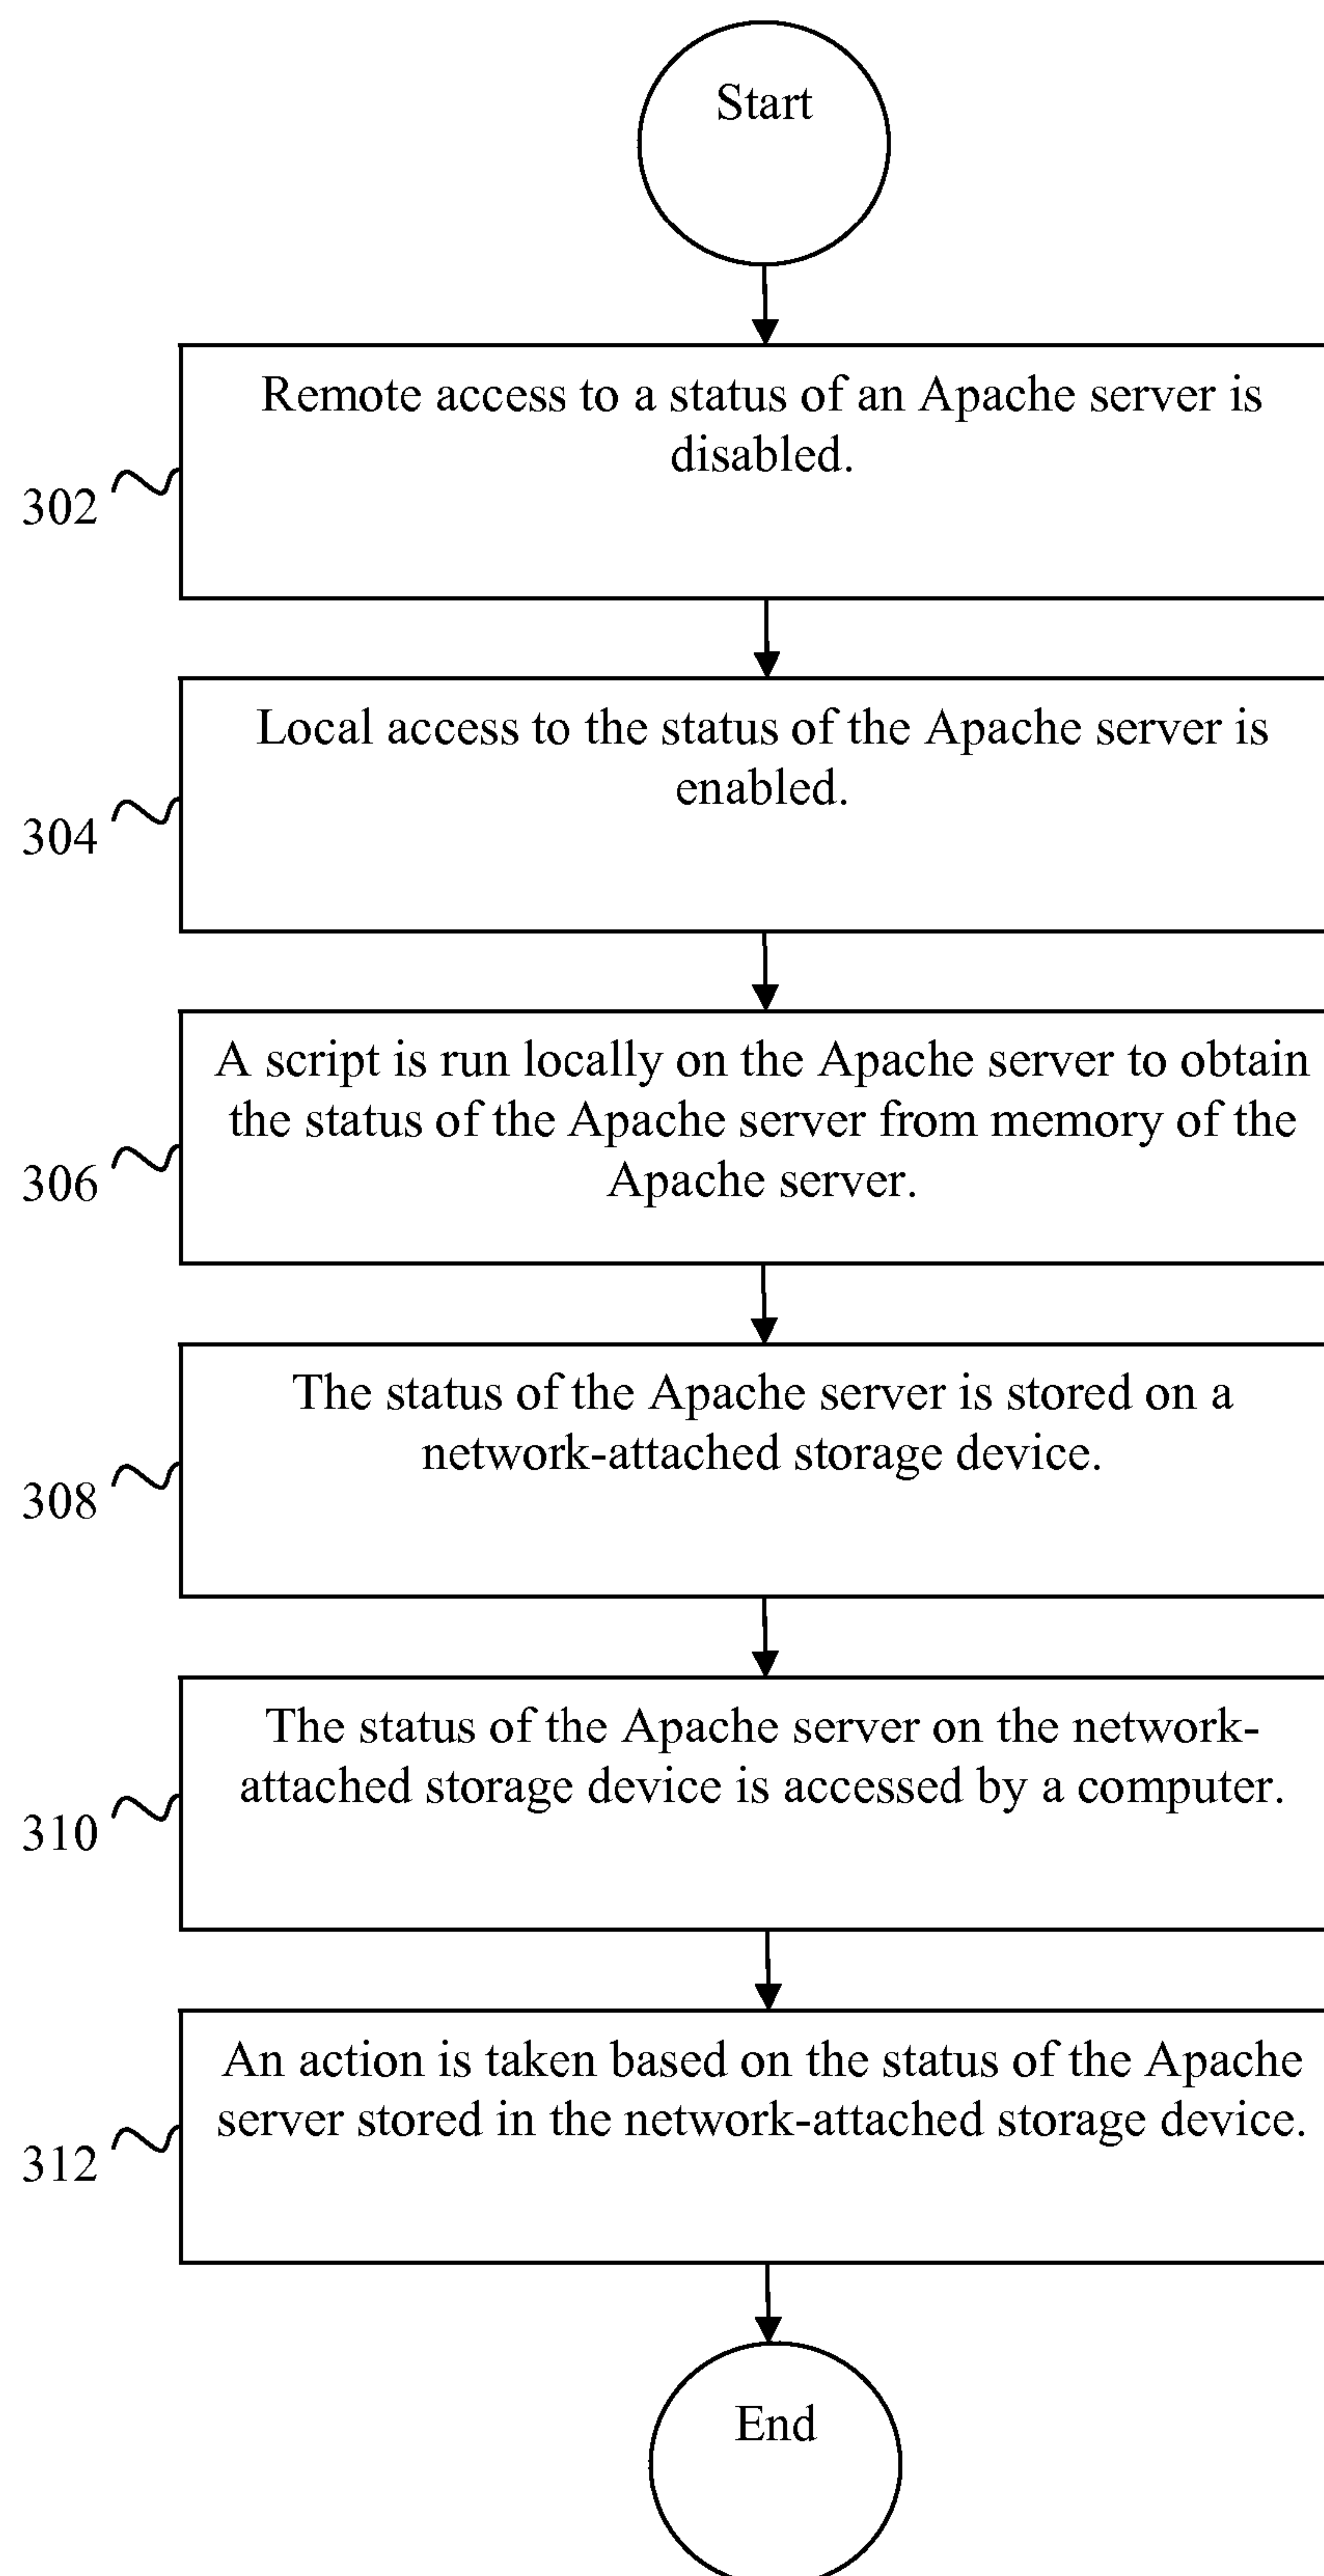 Start
Remote access to a status of an Apache server is
disabled.
302
Local access to the status of the Apache server is
enabled.
304
A script is run locally on the Apache server to obtain
the status of the Apache server from memory of the
Apache server.
306
The status of the Apache server is stored on a
network-attached storage device.
308
The status of the Apache server on the network-
attached storage device is accessed by a computer.
310
An action is taken based on the status of the Apache
server stored in the network-attached storage device.
312
End